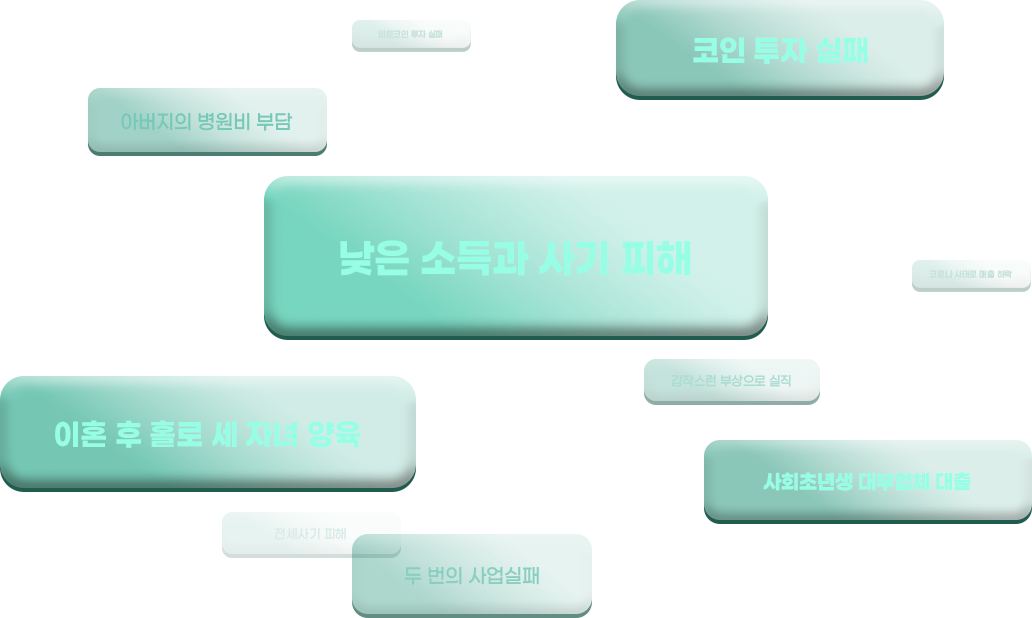 비트코인 투자 실패
코인 투자 실패
아버지의 병원비 부담
낮은 소득과 사기 피해
코로나 사태로 매출 하락
갑작스런 부상으로 실직
이혼 후 홀로 세 자녀 양육
사회초년생 대부업체 대출
전세사기 피해
두 번의 사업실패